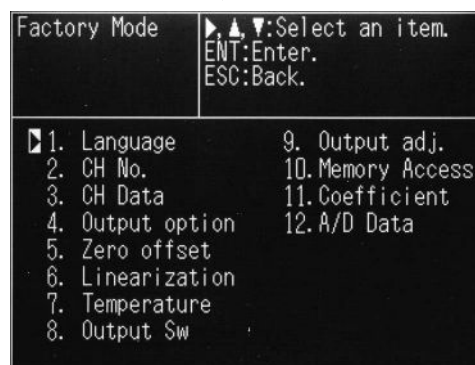 Factory Mode
▶,▲,▼:Select an item.
ENT:Enter.
ESC:Back.
▶1. Language
2. CH No.
3. CH Data
4. Output option
5. Zero offset
6. Linearization
7. Temperature
8. Output Sw
9. Output adj.
10. Memory Access
11. Coefficient
12. A/D Data